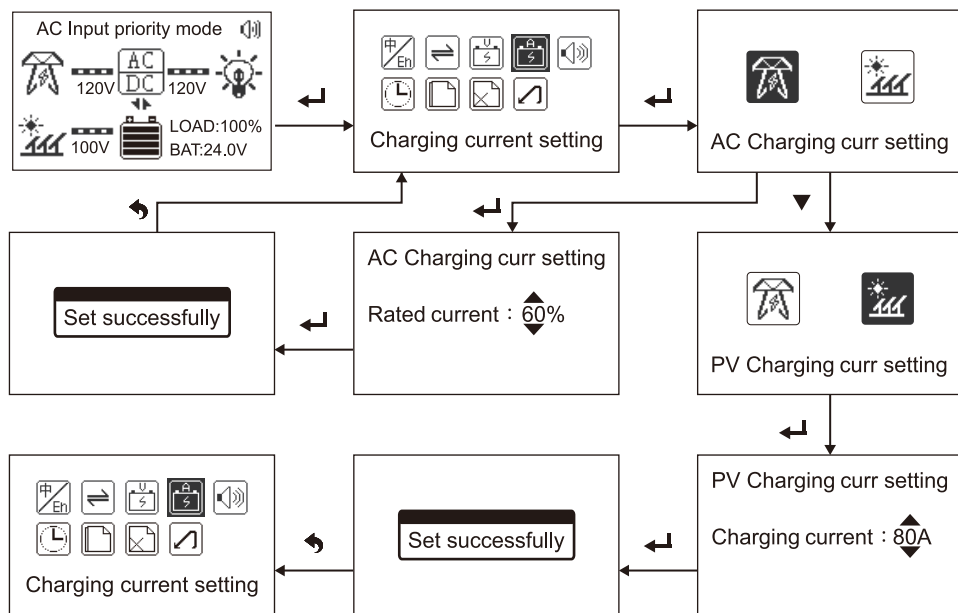 AC Input priority mode
AC
DC
120V
120V
100V
LOAD:100%
BAT:24.0V
中/En
V
A
Charging current setting
AC Charging curr setting
Set successfully
AC Charging curr setting
Rated current：60%
PV Charging curr setting
中/En
V
A
Charging current setting
Set successfully
PV Charging curr setting
Charging current：80A